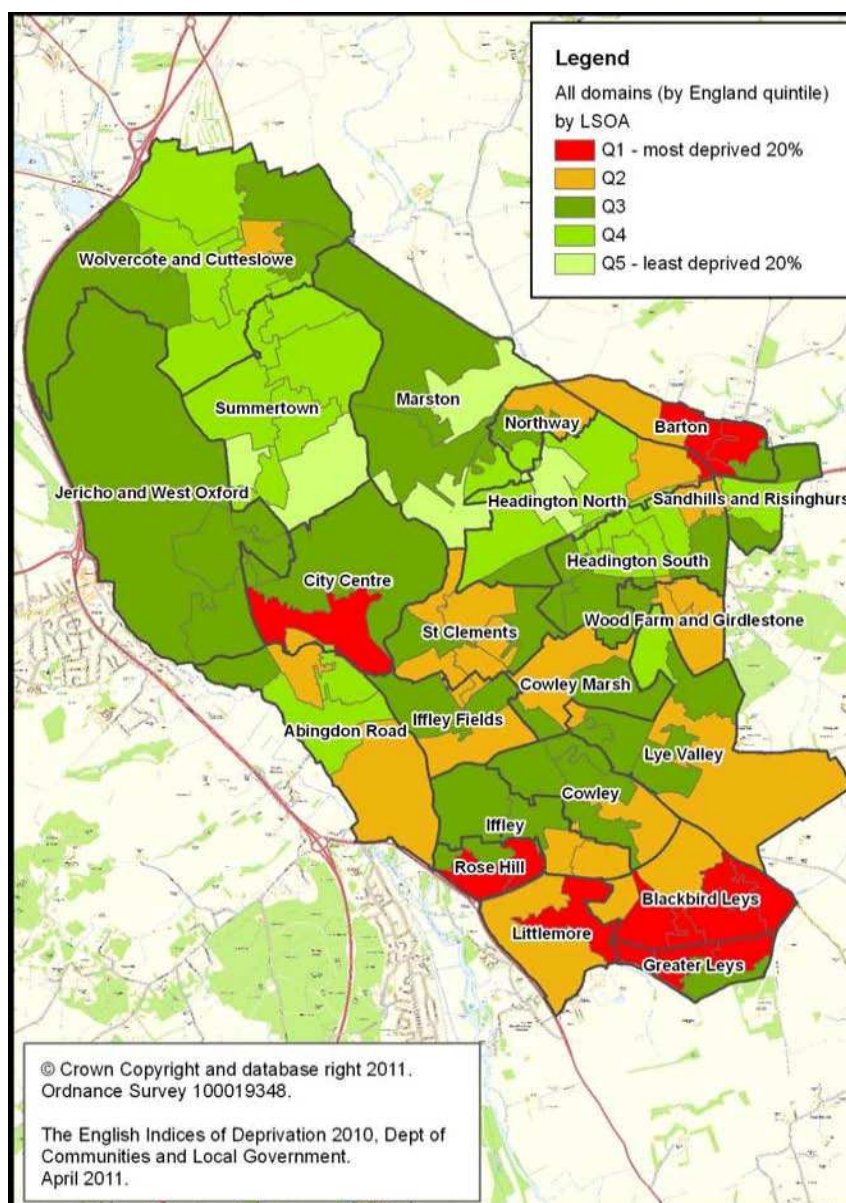 Legend
All domains (by England quintile)
by LSOA
Q1 - most deprived 20%
Q2
Q3
Q4
Q5 - least deprived 20%
Wolvercote and Cutteslowe
Summertown
Marston
Northway
Barton
Jericho and West Oxford
Headington North
Sandhills and Risinghurs
Headington South
City Centre
St Clements
Wood Farm and Girdlestone
Cowley Marsh
Iffley Fields
Abingdon Road
Lye Valley
Cowley
Iffley
Rose Hill
Blackbird Leys
Littlemore
Greater Leys
© Crown Copyright and database right 2011.
Ordnance Survey 100019348.
The English Indices of Deprivation 2010, Dept of
Communities and Local Government.
April 2011.